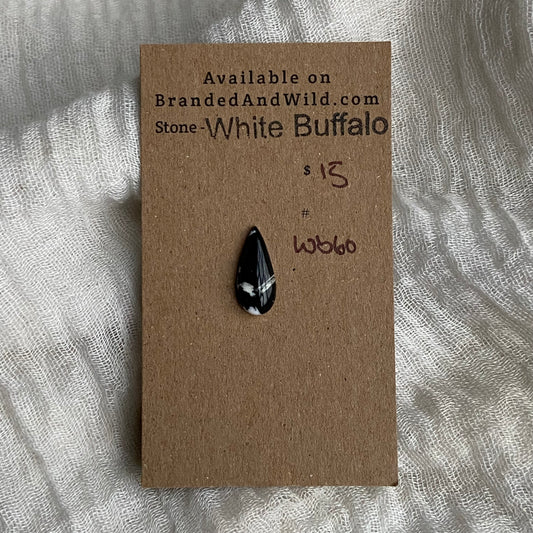 Available on
BrandedAndWild.com
Stone-White Buffalo
$ 15
#
Wb60